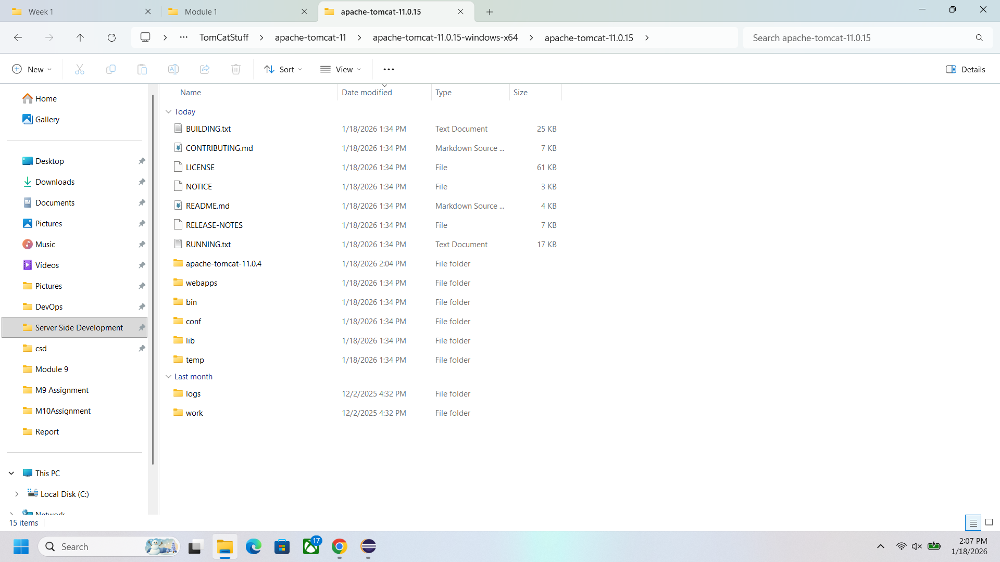 Week 1
Module 1
apache-tomcat-11.0.15
TomCatStuff
apache-tomcat-11
apache-tomcat-11.0.15-windows-x64
apache-tomcat-11.0.15
Search apache-tomcat-11.0.15
New
Sort
View
Details
Home
Gallery
Desktop
Downloads
Documents
Pictures
Music
Videos
Pictures
DevOps
Server Side Development
csd
Module 9
M9 Assignment
M10Assignment
Report
This PC
Local Disk (C:)
Network
Name Date modified Type Size
Today
BUILDING.txt 1/18/2026 1:34 PM Text Document 25 KB
CONTRIBUTING.md 1/18/2026 1:34 PM Markdown Source ... 7 KB
LICENSE 1/18/2026 1:34 PM File 61 KB
NOTICE 1/18/2026 1:34 PM File 3 KB
README.md 1/18/2026 1:34 PM Markdown Source ... 4 KB
RELEASE-NOTES 1/18/2026 1:34 PM File 7 KB
RUNNING.txt 1/18/2026 1:34 PM Text Document 17 KB
apache-tomcat-11.0.4 1/18/2026 2:04 PM File folder
webapps 1/18/2026 1:34 PM File folder
bin 1/18/2026 1:34 PM File folder
conf 1/18/2026 1:34 PM File folder
lib 1/18/2026 1:34 PM File folder
temp 1/18/2026 1:34 PM File folder
Last month
logs 12/2/2025 4:32 PM File folder
work 12/2/2025 4:32 PM File folder
15 items
Search
17
2:07 PM
1/18/2026